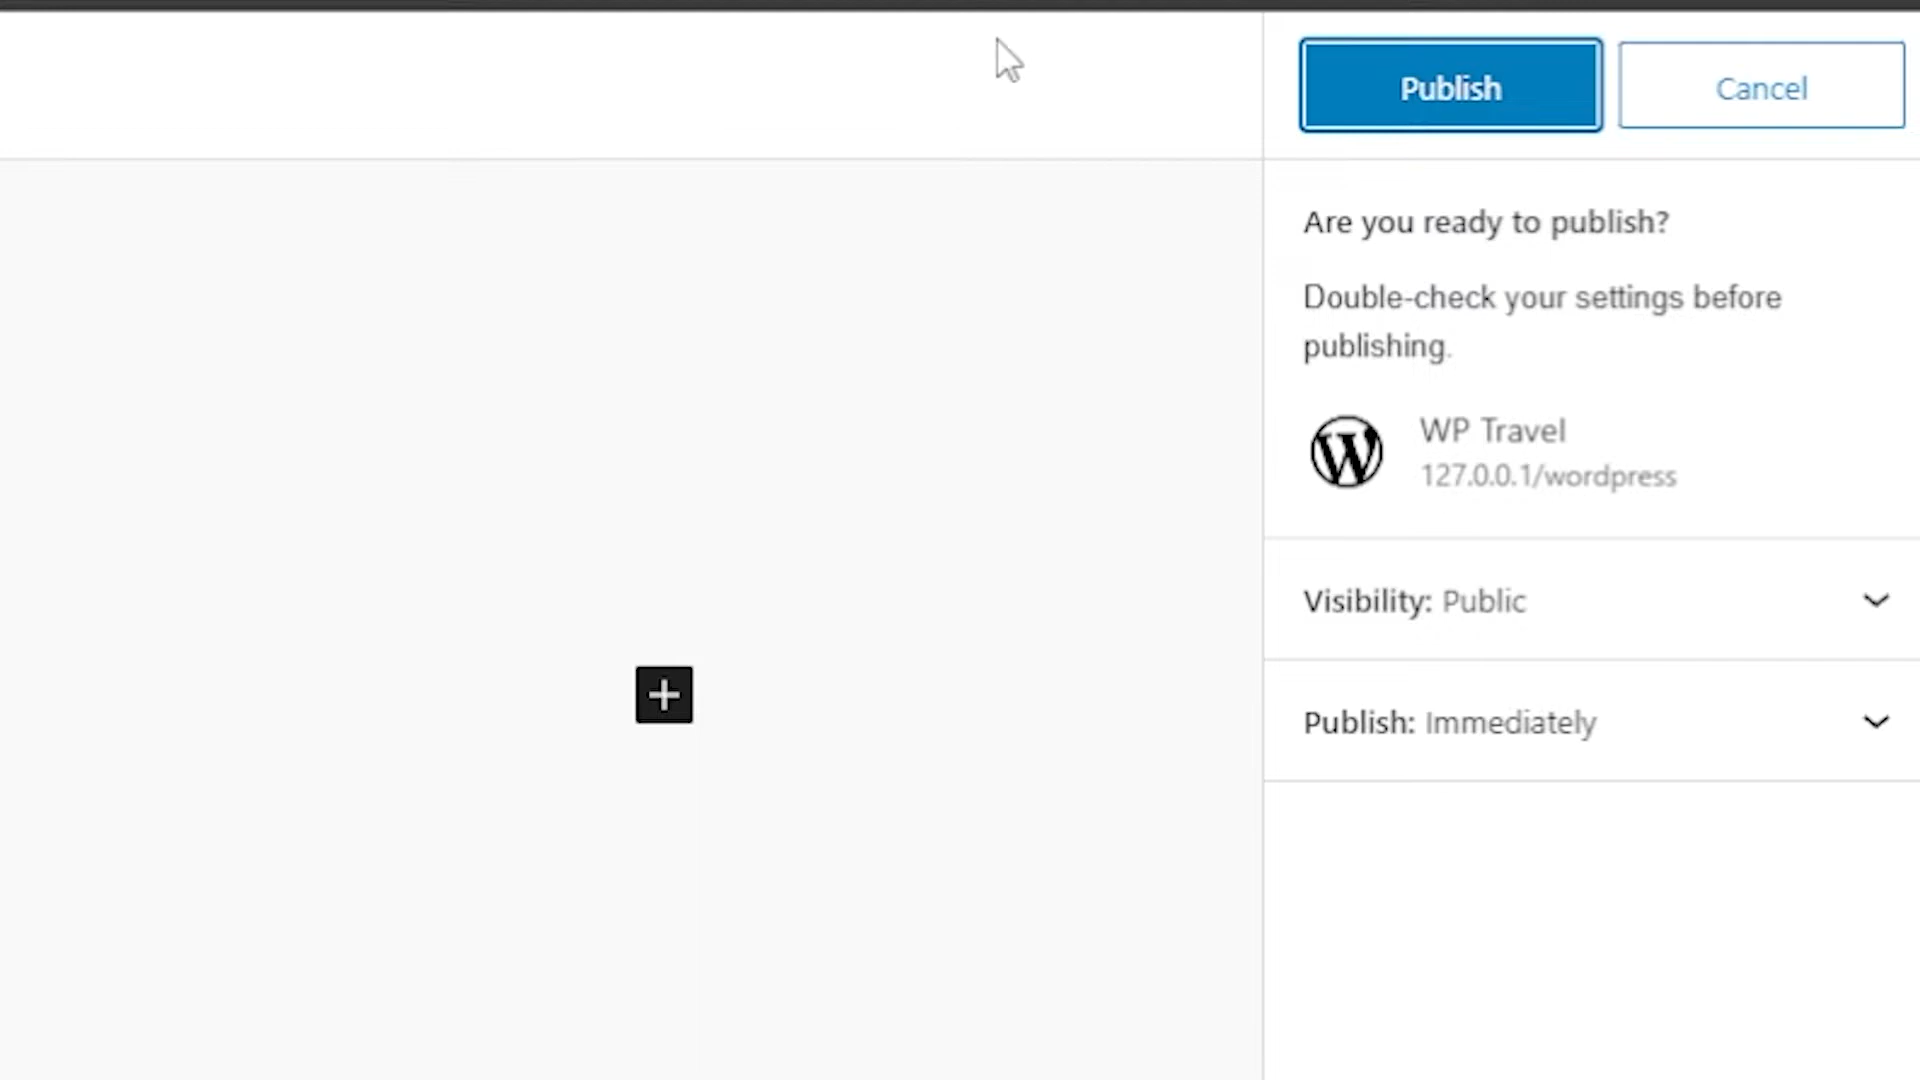 Publish
Cancel
Are you ready to publish?
Double-check your settings before
publishing.
WP Travel
127.0.0.1/wordpress
Visibility: Public
Publish: Immediately